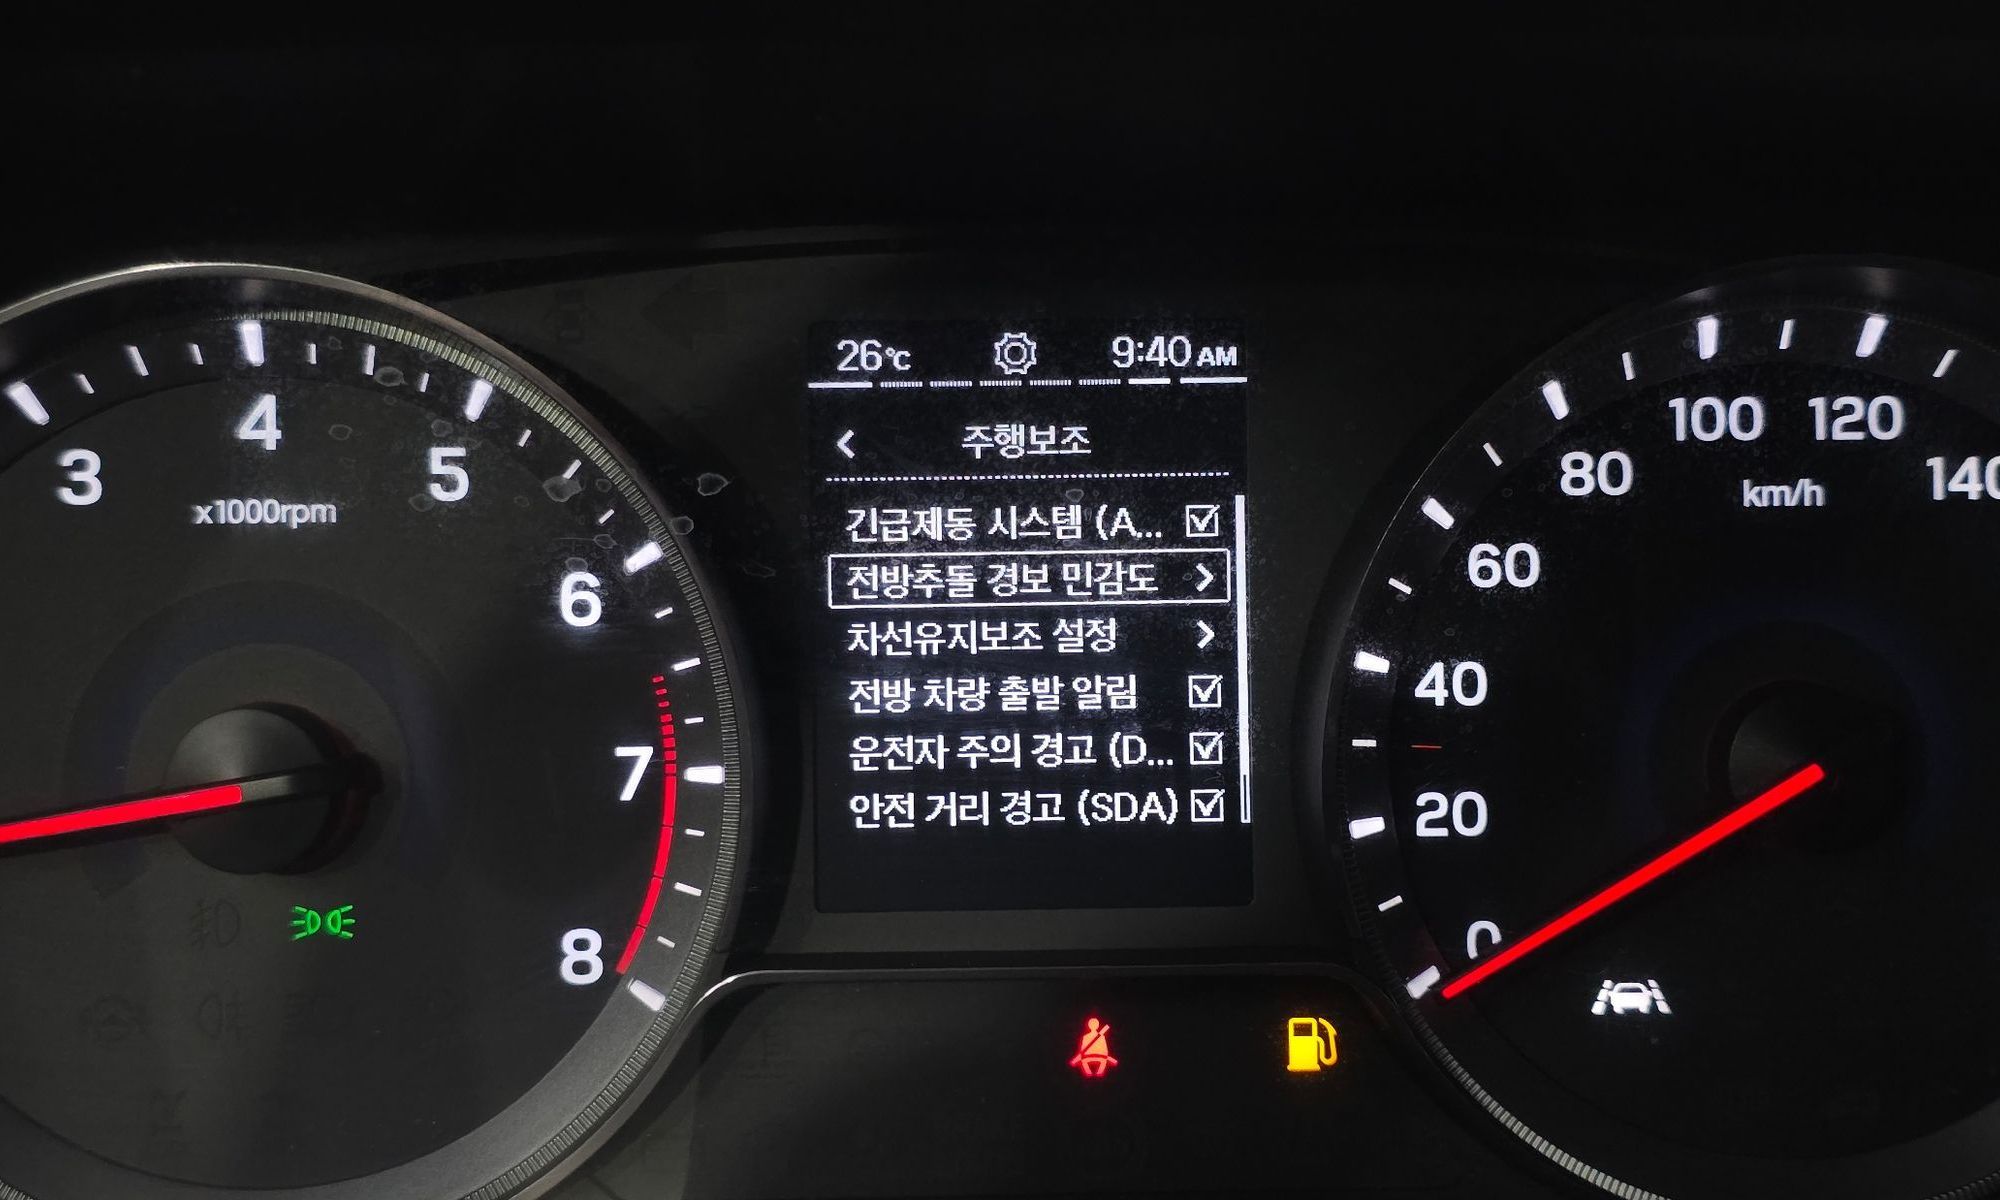 26℃ 9:40 AM
주행보조
긴급제동 시스템 (A...
전방추돌 경보 민감도
차선유지보조 설정
전방 차량 출발 알림
운전자 주의 경고 (D...
안전 거리 경고 (SDA)
3 4 5 6 7 8
x1000rpm
0 20 40 60 80 100 120 140
km/h